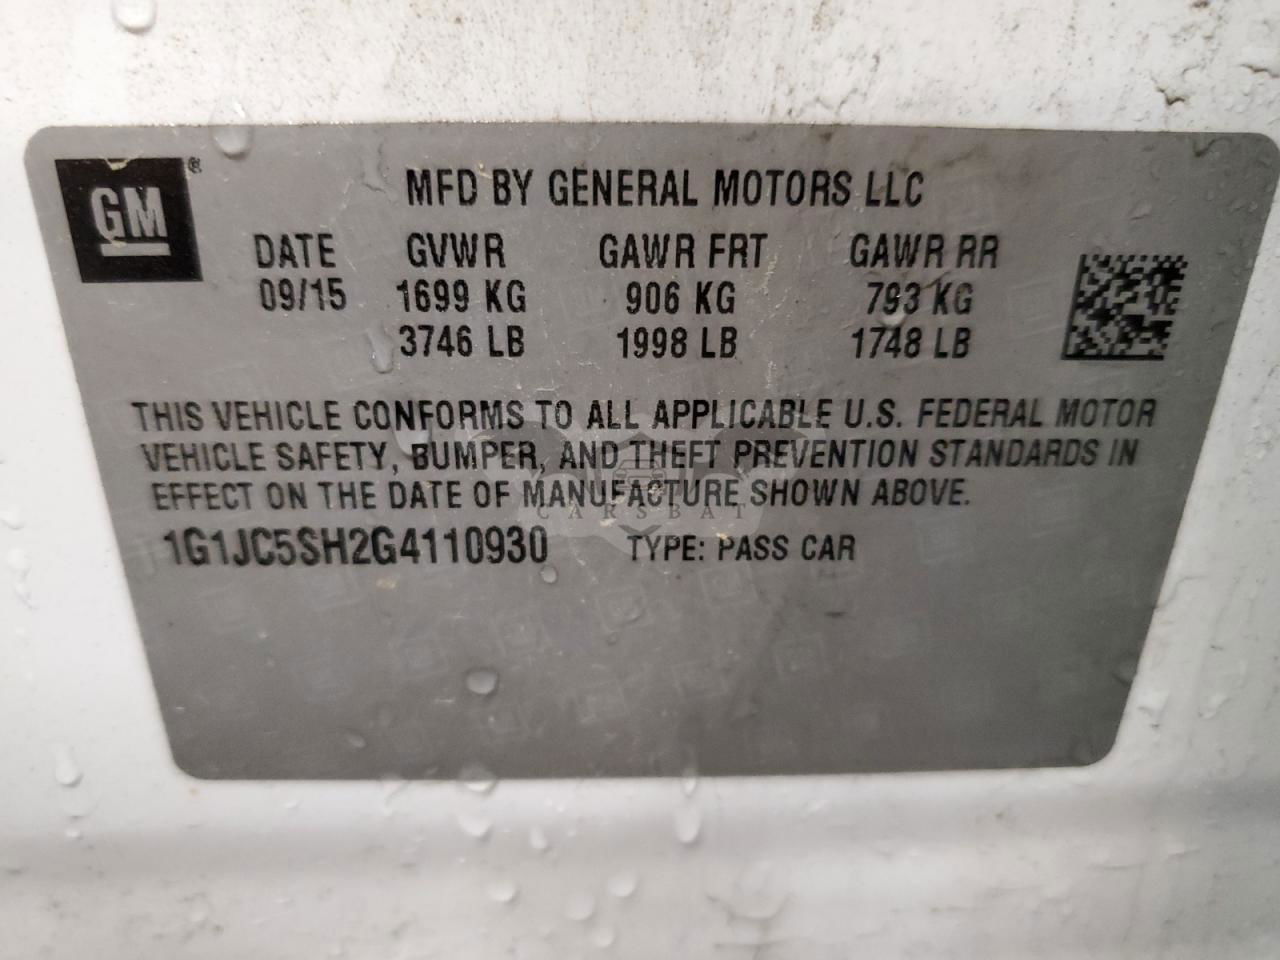 GM ®
MFD BY GENERAL MOTORS LLC
DATE GVWR GAWR FRT GAWR RR
09/15 1699 KG 906 KG 793 KG
3746 LB 1998 LB 1748 LB
THIS VEHICLE CONFORMS TO ALL APPLICABLE U.S. FEDERAL MOTOR
VEHICLE SAFETY, BUMPER, AND THEFT PREVENTION STANDARDS IN
EFFECT ON THE DATE OF MANUFACTURE SHOWN ABOVE.
CARSBAT
1G1JC5SH2G4110930 TYPE: PASS CAR